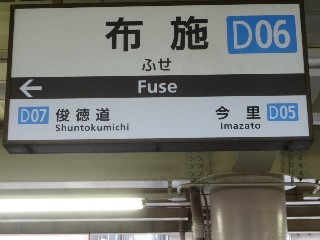 布施 D06
ふせ
← Fuse
D07 俊徳道 今里 D05
Shuntokumichi Imazato